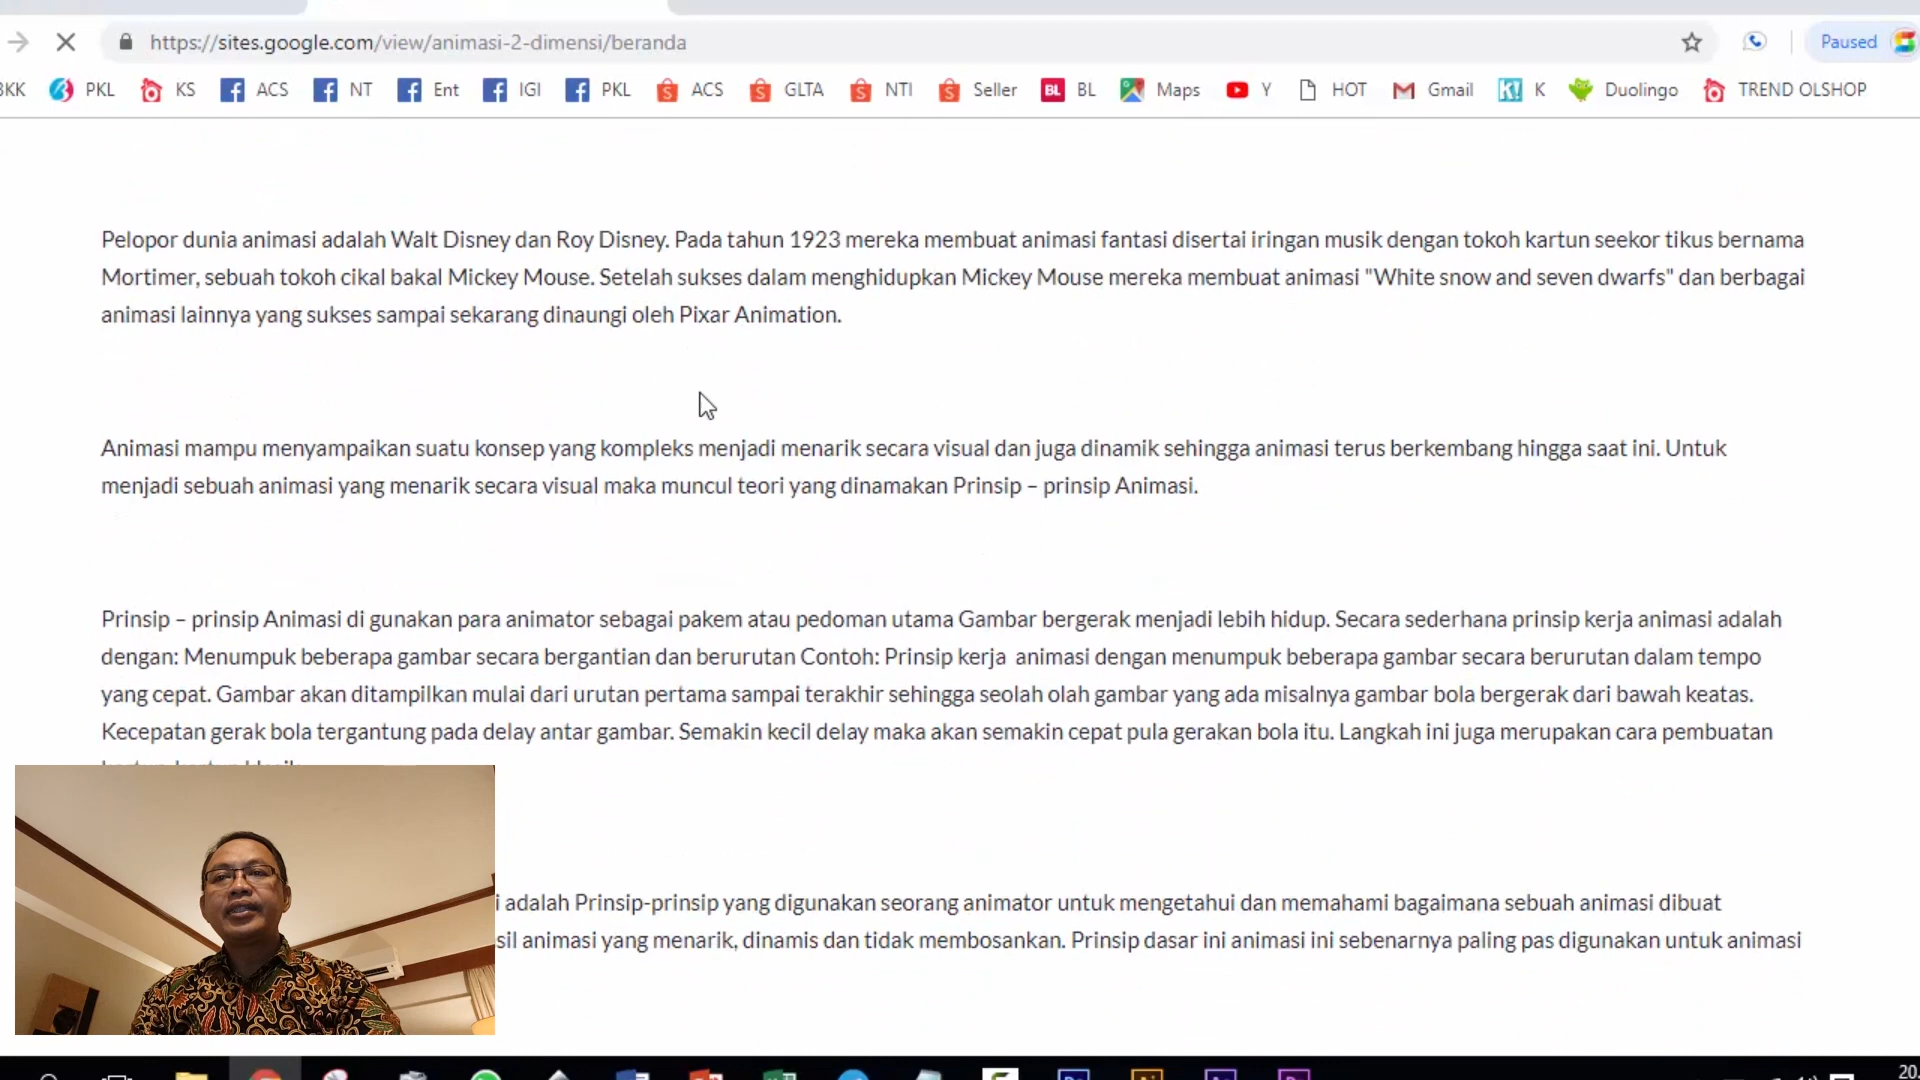 https://sites.google.com/view/animasi-2-dimensi/beranda
Paused
BKK PKL KS ACS NT Ent IGI PKL ACS GLTA NTI Seller BL BL Maps Y HOT Gmail K! K Duolingo TREND OLSHOP
Pelopor dunia animasi adalah Walt Disney dan Roy Disney. Pada tahun 1923 mereka membuat animasi fantasi disertai iringan musik dengan tokoh kartun seekor tikus bernama
Mortimer, sebuah tokoh cikal bakal Mickey Mouse. Setelah sukses dalam menghidupkan Mickey Mouse mereka membuat animasi "White snow and seven dwarfs" dan berbagai
animasi lainnya yang sukses sampai sekarang dinaungi oleh Pixar Animation.
Animasi mampu menyampaikan suatu konsep yang kompleks menjadi menarik secara visual dan juga dinamik sehingga animasi terus berkembang hingga saat ini. Untuk
menjadi sebuah animasi yang menarik secara visual maka muncul teori yang dinamakan Prinsip – prinsip Animasi.
Prinsip – prinsip Animasi di gunakan para animator sebagai pakem atau pedoman utama Gambar bergerak menjadi lebih hidup. Secara sederhana prinsip kerja animasi adalah
dengan: Menumpuk beberapa gambar secara bergantian dan berurutan Contoh: Prinsip kerja animasi dengan menumpuk beberapa gambar secara berurutan dalam tempo
yang cepat. Gambar akan ditampilkan mulai dari urutan pertama sampai terakhir sehingga seolah olah gambar yang ada misalnya gambar bola bergerak dari bawah keatas.
Kecepatan gerak bola tergantung pada delay antar gambar. Semakin kecil delay maka akan semakin cepat pula gerakan bola itu. Langkah ini juga merupakan cara pembuatan
i adalah Prinsip-prinsip yang digunakan seorang animator untuk mengetahui dan memahami bagaimana sebuah animasi dibuat
sil animasi yang menarik, dinamis dan tidak membosankan. Prinsip dasar ini animasi ini sebenarnya paling pas digunakan untuk animasi
20.